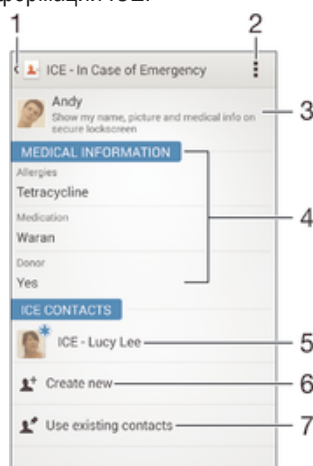 формации ICE.
1 2
ICE - In Case of Emergency
Andy
Show my name, picture and medical info on
secure lockscreen
3
MEDICAL INFORMATION
Allergies
Tetracycline
4
Medication
Waran
Donor
Yes
ICE CONTACTS
ICE - Lucy Lee 5
Create new 6
Use existing contacts 7